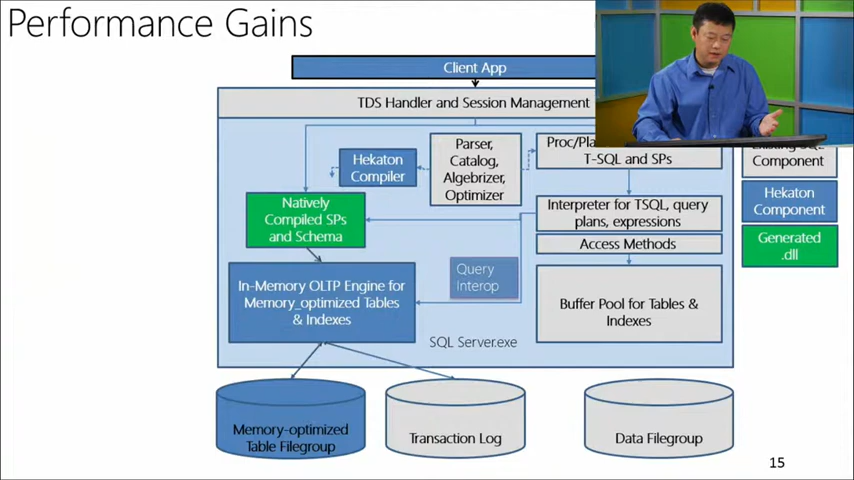 Performance Gains
Client App
TDS Handler and Session Management
Parser,
Catalog,
Algebrizer,
Optimizer
Hekaton
Compiler
T-SQL and SPs
Component
Natively
Compiled SPs
and Schema
Interpreter for TSQL, query
plans, expressions
Hekaton
Component
Access Methods
Generated
.dll
Query
Interop
In-Memory OLTP Engine for
Memory_optimized Tables
& Indexes
Buffer Pool for Tables &
Indexes
SQL Server.exe
Memory-optimized
Table Filegroup
Transaction Log
Data Filegroup
15